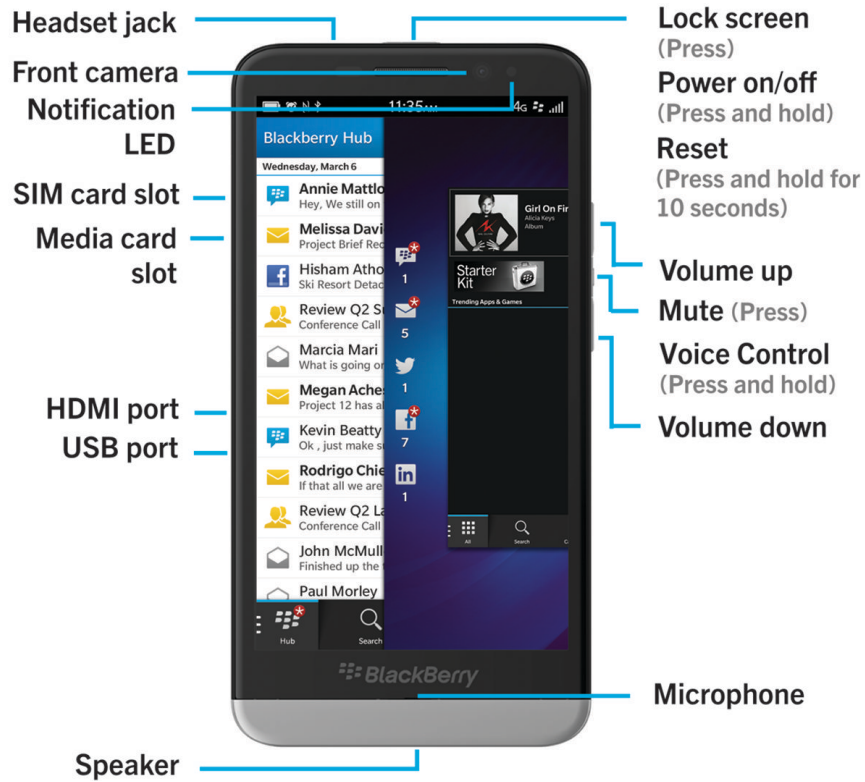 Headset jack
Front camera
Notification
LED
SIM card slot
Media card
slot
HDMI port
USB port
Speaker
Lock screen
(Press)
Power on/off
(Press and hold)
Reset
(Press and hold for
10 seconds)
Volume up
Mute (Press)
Voice Control
(Press and hold)
Volume down
Microphone
11:35AM
4G
Blackberry Hub
Wednesday, March 6
Annie Mattlo
Hey, We still on
Melissa Davi
Project Brief Rec
Hisham Atho
Ski Resort Detac
Review Q2 S
Conference Call
Marcia Mari
What is going on
Megan Ache
Project 12 has al
Kevin Beatty
Ok , just make su
Rodrigo Chie
If that all we are
Review Q2 La
Conference Call
John McMull
Finished up the
Paul Morley
Hub
Search
1
5
1
7
in
1
Girl On Fir
Alicia Keys
Album
Starter
Kit
Trending Apps & Games
All
Search
BlackBerry